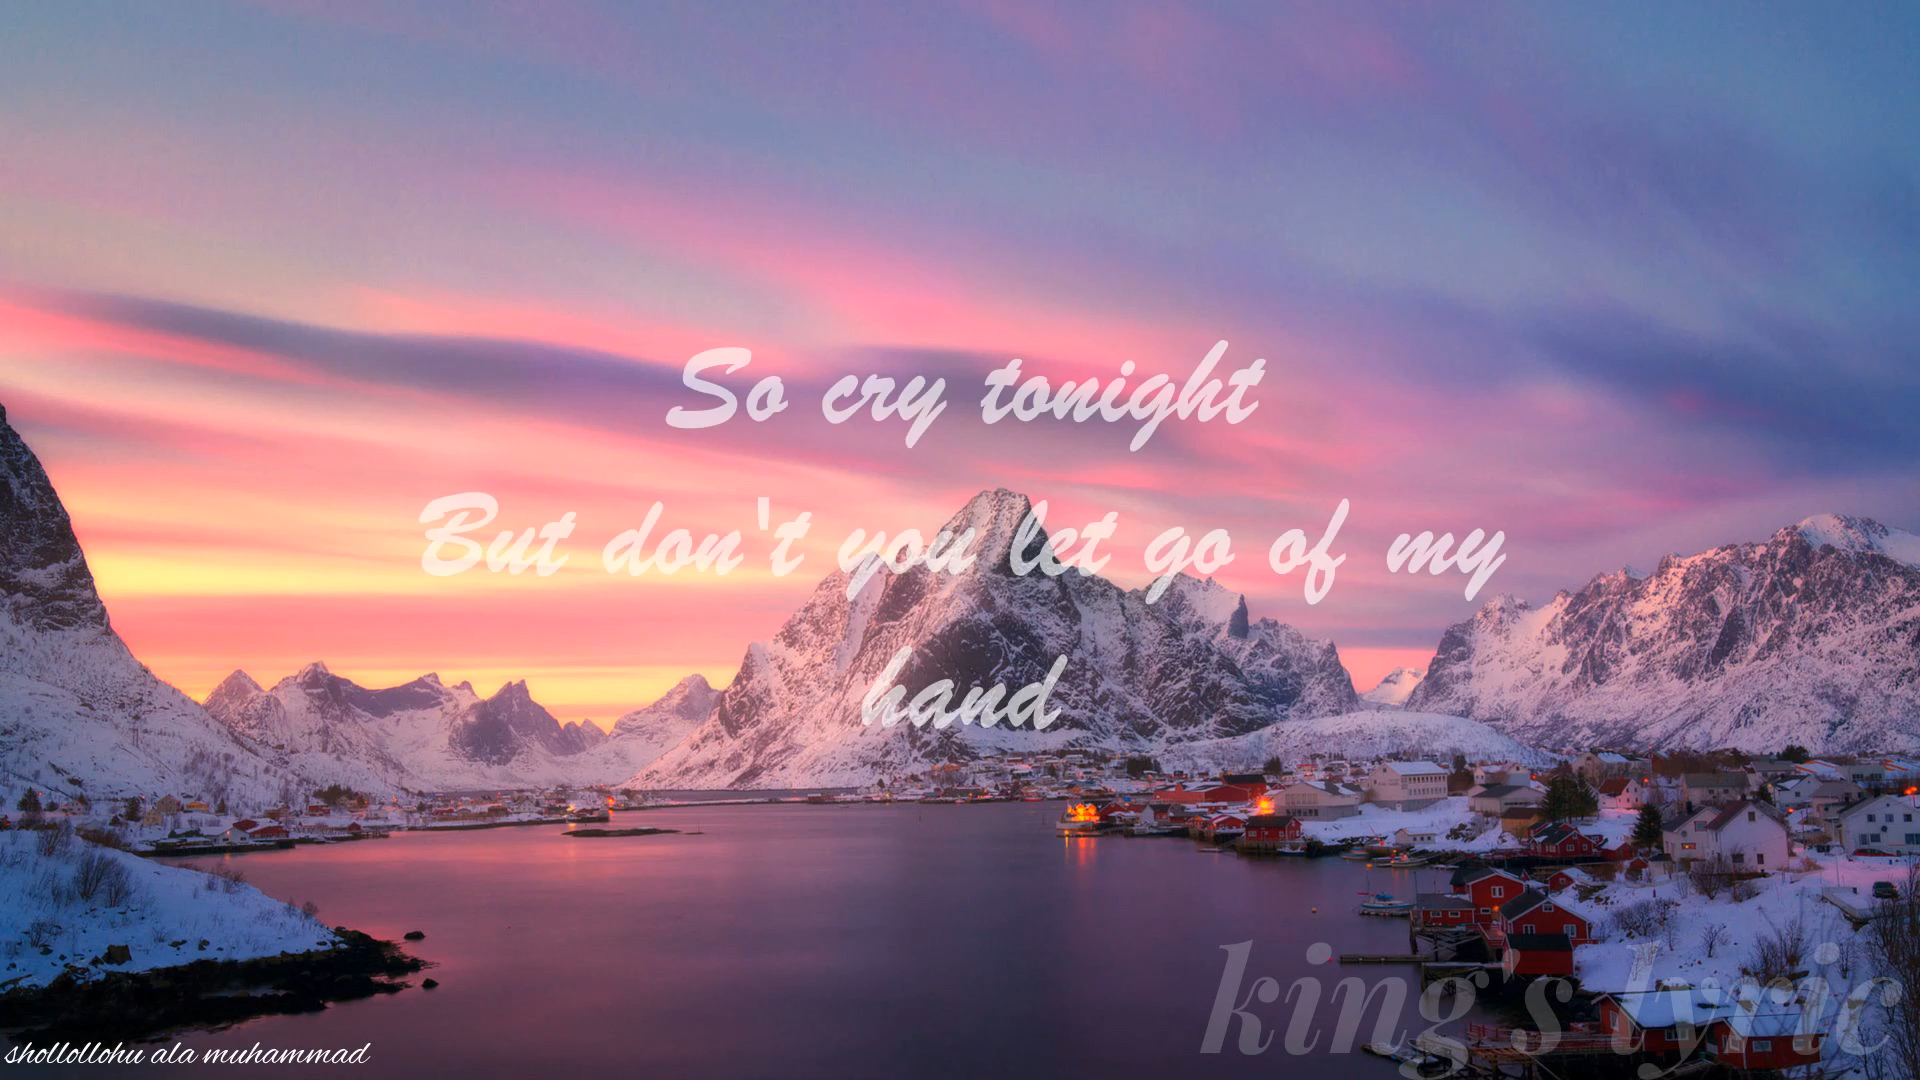 So cry tonight
But don't you let go of my
hand
king's lyric
shollollohu ala muhammad